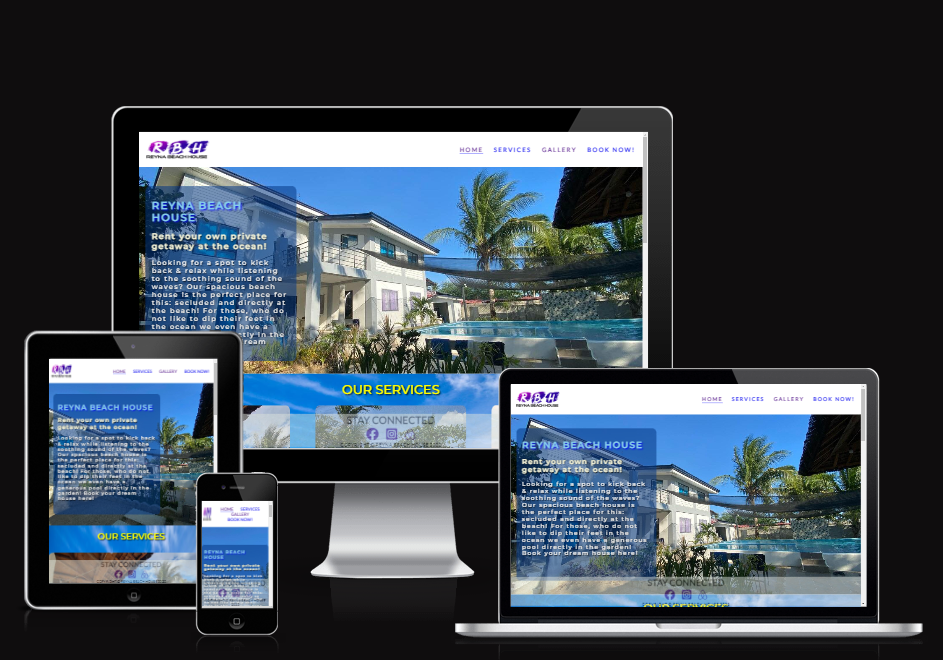 RBH
REYNA BEACH HOUSE
HOME SERVICES GALLERY BOOK NOW!
REYNA BEACH
HOUSE
Rent your own private
getaway at the ocean!
Looking for a spot to kick
back & relax while listening
to the soothing sound of the
waves? Our spacious beach
house is the perfect place for
this: secluded and directly at
the beach! For those, who do
not like to dip their feet in
the ocean we even have a
in the
OUR SERVICES
STAY CONNECTED
RBH
HOME SERVICES GALLERY BOOK NOW!
REYNA BEACH HOUSE
Rent your own private
getaway at the ocean!
Looking for a spot to kick back
& relax while listening to the
soothing sound of the waves?
Our spacious beach house is
the perfect place for this:
secluded and directly at the
beach! For those, who do not
like to dip their feet in the
ocean we even have a
generous pool directly in the
garden! Book your dream
house here!
OUR SERVICES
STAY CONNECTED
HOME SERVICES
GALLERY
BOOK NOW!
REYNA BEACH
HOUSE
Rent your own private
getaway at the ocean!
RBH
REYNA BEACH HOUSE
HOME SERVICES GALLERY BOOK NOW!
REYNA BEACH HOUSE
Rent your own private
getaway at the ocean!
Looking for a spot to kick back
& relax while listening to the
soothing sound of the waves?
Our spacious beach house is
the perfect place for this:
secluded and directly at the
beach! For those, who do not
like to dip their feet in the
ocean we even have a generous
pool directly in the garden!
Book your dream house here!
STAY CONNECTED
OUR SERVICES